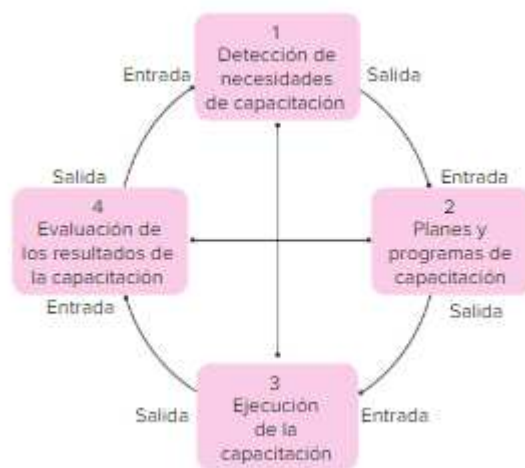 1
Detección de
necesidades
de capacitación
Entrada
Salida
Salida
Entrada
4
Evaluación de
los resultados de
la capacitación
2
Planes y
programas de
capacitación
Entrada
Salida
3
Ejecución
de la
capacitación
Salida
Entrada